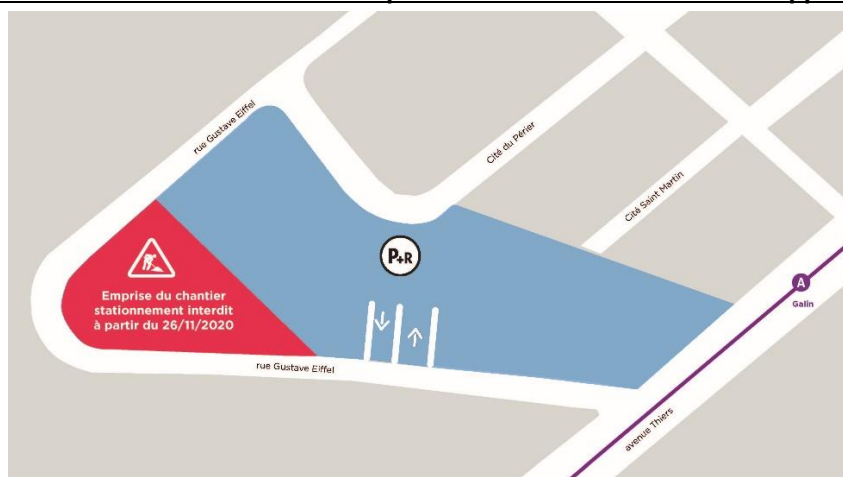 rue Gustave Eiffel
Cité du Périer
Cité Saint Martin
P+R
A
Galin
Emprise du chantier
stationnement interdit
à partir du 26/11/2020
rue Gustave Eiffel
avenue Thiers